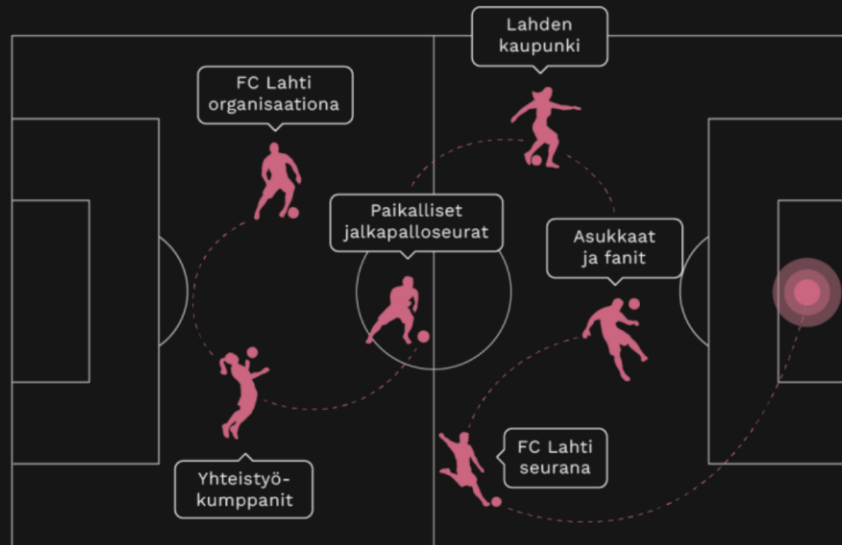 Lahden
kaupunki
FC Lahti
organisaationa
Paikalliset
jalkapalloseurat
Asukkaat
ja fanit
FC Lahti
seurana
Yhteistyö-
kumppanit